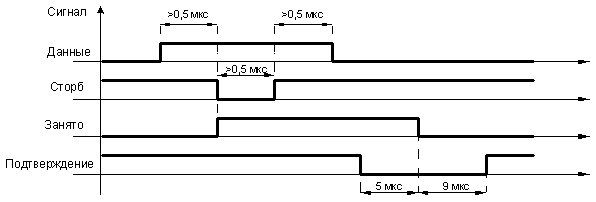 Сигнал
>0,5 мкс >0,5 мкс
Данные
>0,5 мкс
Сторб
Занято
Подтверждение
5 мкс 9 мкс